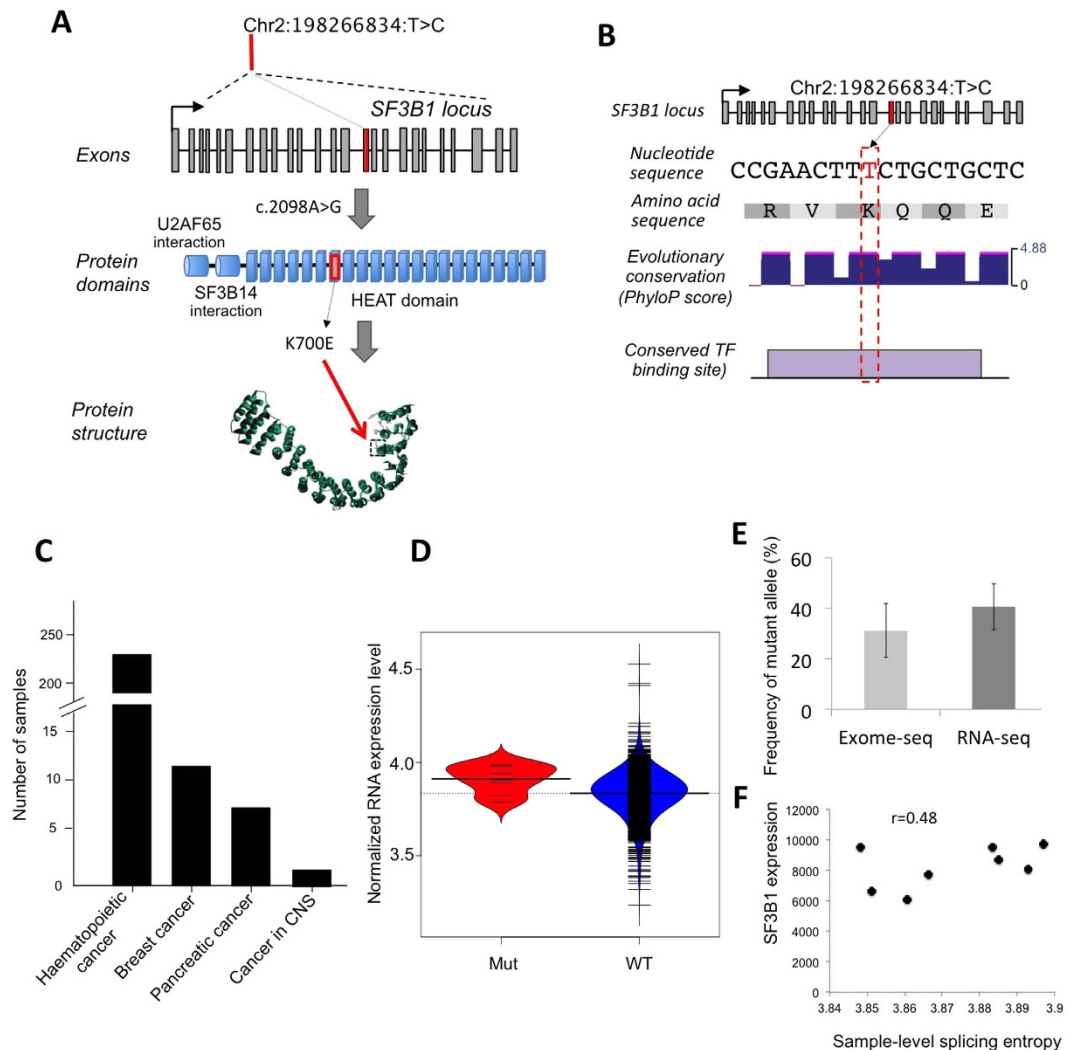 A
Chr2:198266834:T>C
SF3B1 locus
Exons
c.2098A>G
U2AF65
interaction
Protein
domains
SF3B14
interaction
HEAT domain
K700E
Protein
structure
B
Chr2:198266834:T>C
SF3B1 locus
Nucleotide
sequence
CCGAACTTTCTGCTGCTC
Amino acid
sequence
R V K Q Q E
Evolutionary
conservation
(PhyloP score)
4.88
0
Conserved TF
binding site)
C
Number of samples
250
200
15
10
5
0
Haematopoietic
cancer
Breast cancer
Pancreatic cancer
Cancer in CNS
D
Normalized RNA expression level
4.5
4.0
3.5
Mut
WT
E
Frequency of mutant allele (%)
60
40
20
0
Exome-seq
RNA-seq
F
SF3B1 expression
12000
10000
8000
6000
4000
2000
0
r=0.48
3.84 3.85 3.86 3.87 3.88 3.89 3.9
Sample-level splicing entropy